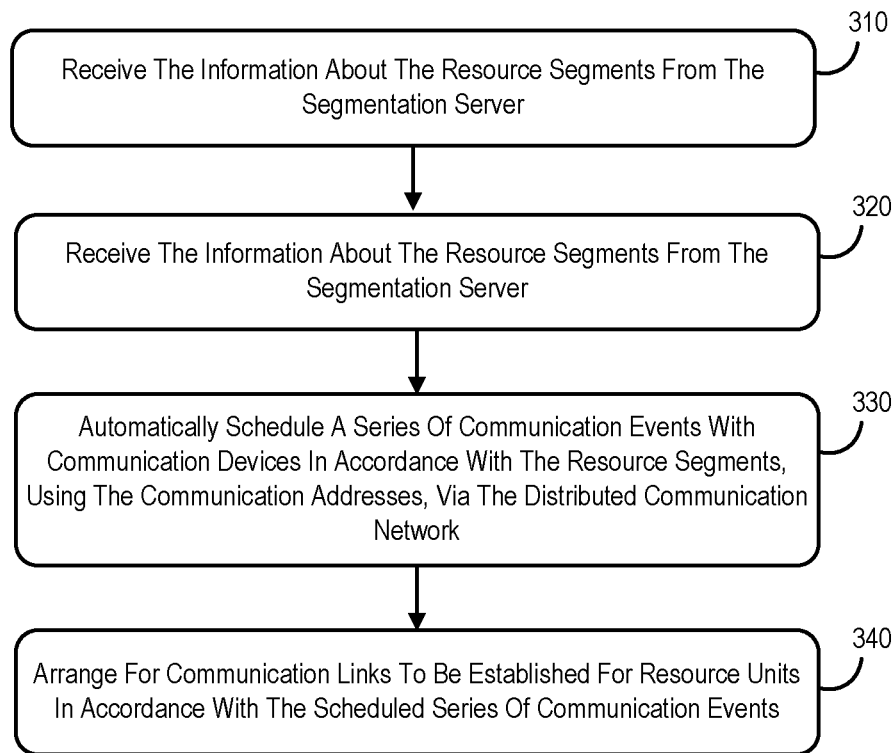 310
Receive The Information About The Resource Segments From The
Segmentation Server
320
Receive The Information About The Resource Segments From The
Segmentation Server
330
Automatically Schedule A Series Of Communication Events With
Communication Devices In Accordance With The Resource Segments,
Using The Communication Addresses, Via The Distributed Communication
Network
340
Arrange For Communication Links To Be Established For Resource Units
In Accordance With The Scheduled Series Of Communication Events